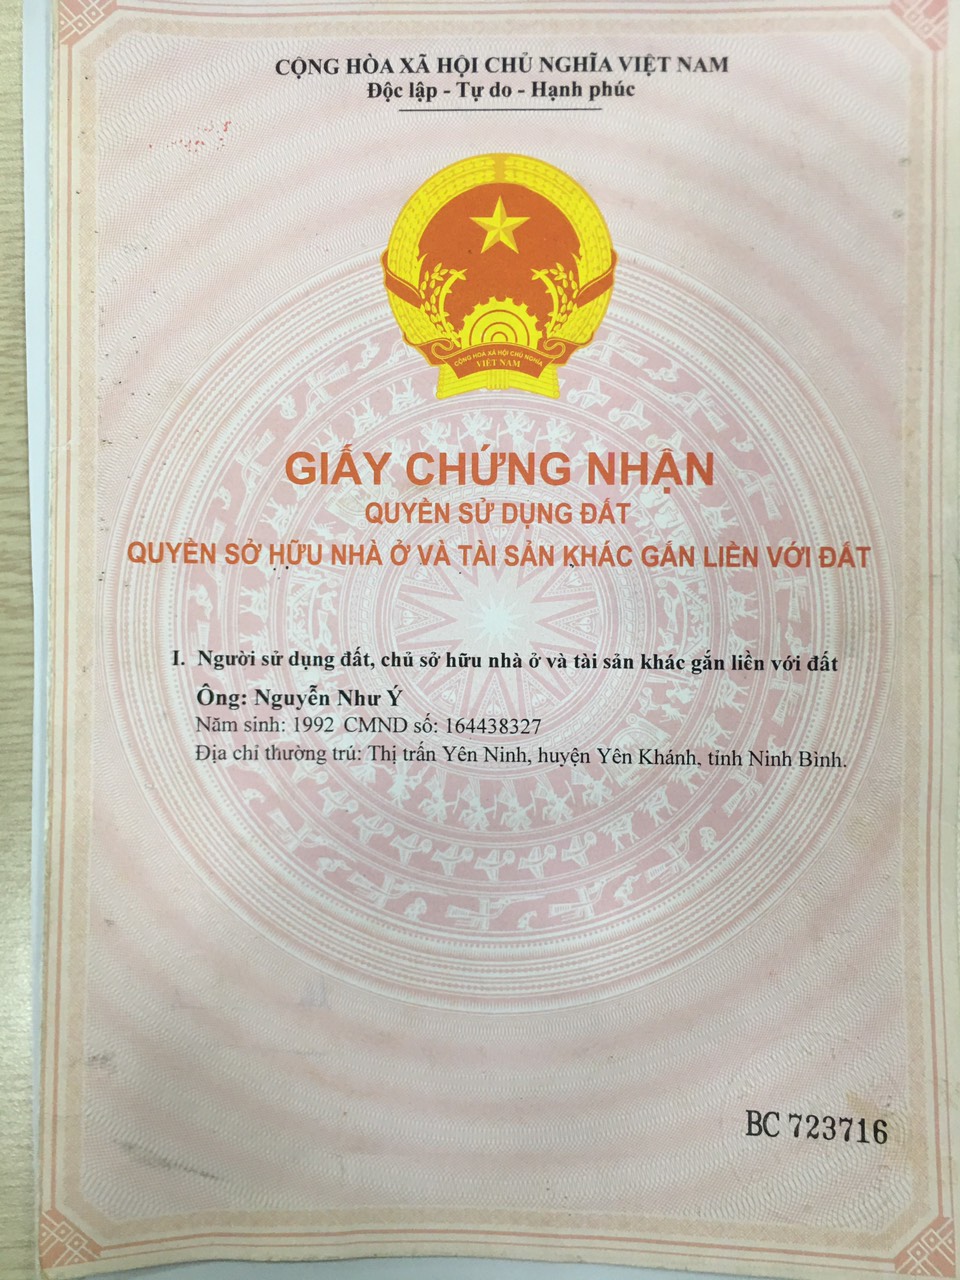 CỘNG HÒA XÃ HỘI CHỦ NGHĨA VIỆT NAM
Độc lập - Tự do - Hạnh phúc
CỘNG HOÀ XÃ HỘI CHỦ NGHĨA
VIỆT NAM
GIẤY CHỨNG NHẬN
QUYỀN SỬ DỤNG ĐẤT
QUYỀN SỞ HỮU NHÀ Ở VÀ TÀI SẢN KHÁC GẮN LIỀN VỚI ĐẤT
I. Người sử dụng đất, chủ sở hữu nhà ở và tài sản khác gắn liền với đất
Ông: Nguyễn Như Ý
Năm sinh: 1992 CMND số: 164438327
Địa chỉ thường trú: Thị trấn Yên Ninh, huyện Yên Khánh, tỉnh Ninh Bình.
BC 723716